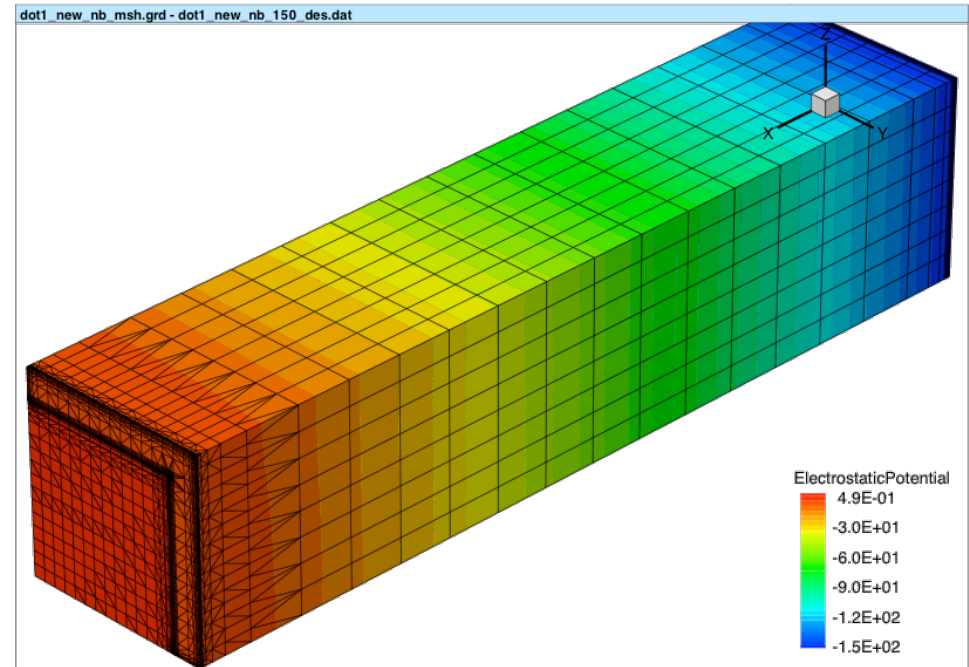 dot1_new_nb_msh.grd - dot1_new_nb_150_des.dat
Z
X
Y
ElectrostaticPotential
4.9E-01
-3.0E+01
-6.0E+01
-9.0E+01
-1.2E+02
-1.5E+02